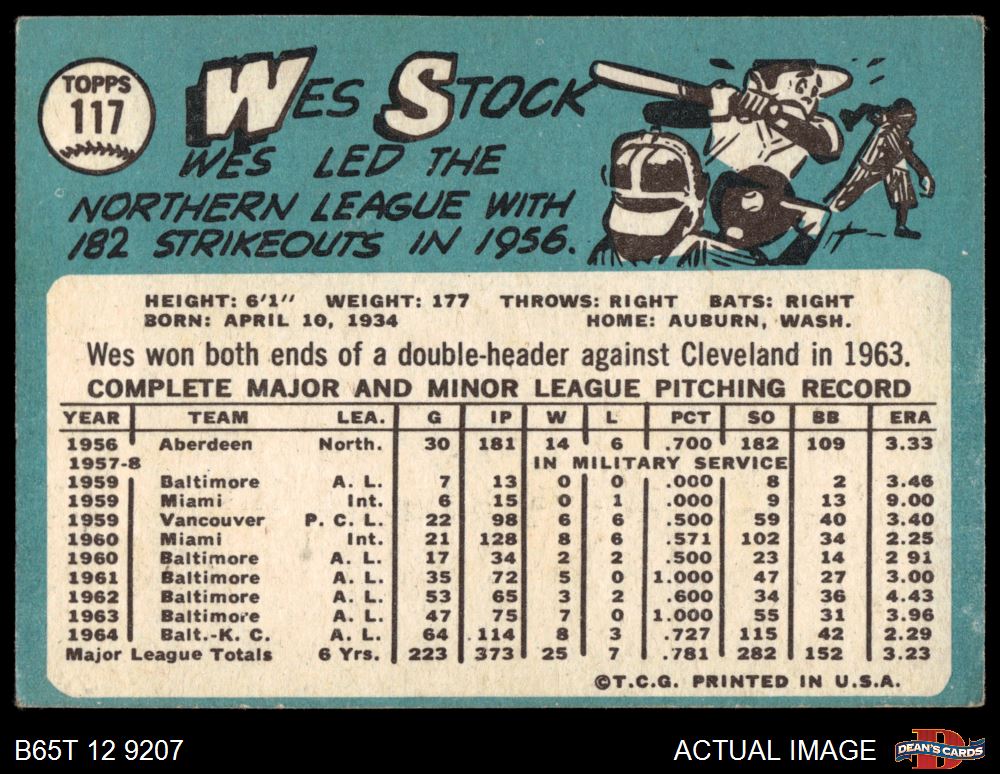 TOPPS
117
WES STOCK
WES LED THE
NORTHERN LEAGUE WITH
182 STRIKEOUTS IN 1956.
HEIGHT: 6'1" WEIGHT: 177 THROWS: RIGHT BATS: RIGHT
BORN: APRIL 10, 1934 HOME: AUBURN, WASH.
Wes won both ends of a double-header against Cleveland in 1963.
COMPLETE MAJOR AND MINOR LEAGUE PITCHING RECORD
YEAR TEAM LEA. G IP W L PCT SO BB ERA
1956 Aberdeen North. 30 181 14 6 .700 182 109 3.33
1957-8 IN MILITARY SERVICE
1959 Baltimore A. L. 7 13 0 0 .000 8 2 3.46
1959 Miami Int. 6 15 0 1 .000 9 13 9.00
1959 Vancouver P. C. L. 22 98 6 6 .500 59 40 3.40
1960 Miami Int. 21 128 8 6 .571 102 34 2.25
1960 Baltimore A. L. 17 34 2 2 .500 23 14 2 91
1961 Baltimore A. L. 35 72 5 0 1.000 47 27 3.00
1962 Baltimore A. L. 53 65 3 2 .600 34 36 4.43
1963 Baltimore A. L. 47 75 7 0 1.000 55 31 3.96
1964 Balt.-K. C. A. L. 64 114 8 3 .727 115 42 2.29
Major League Totals 6 Yrs. 223 373 25 7 .781 282 152 3.23
©T.C.G. PRINTED IN U.S.A.
B65T 12 9207 ACTUAL IMAGE DEAN'S CARDS